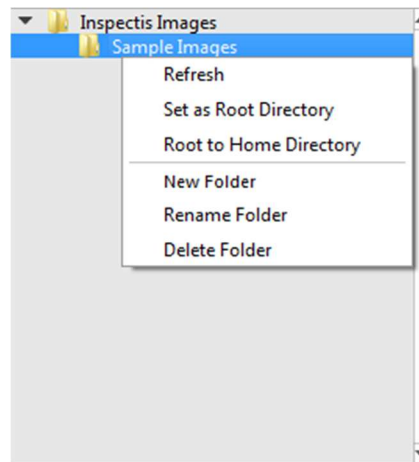 Inspectis Images
Sample Images
Refresh
Set as Root Directory
Root to Home Directory
New Folder
Rename Folder
Delete Folder